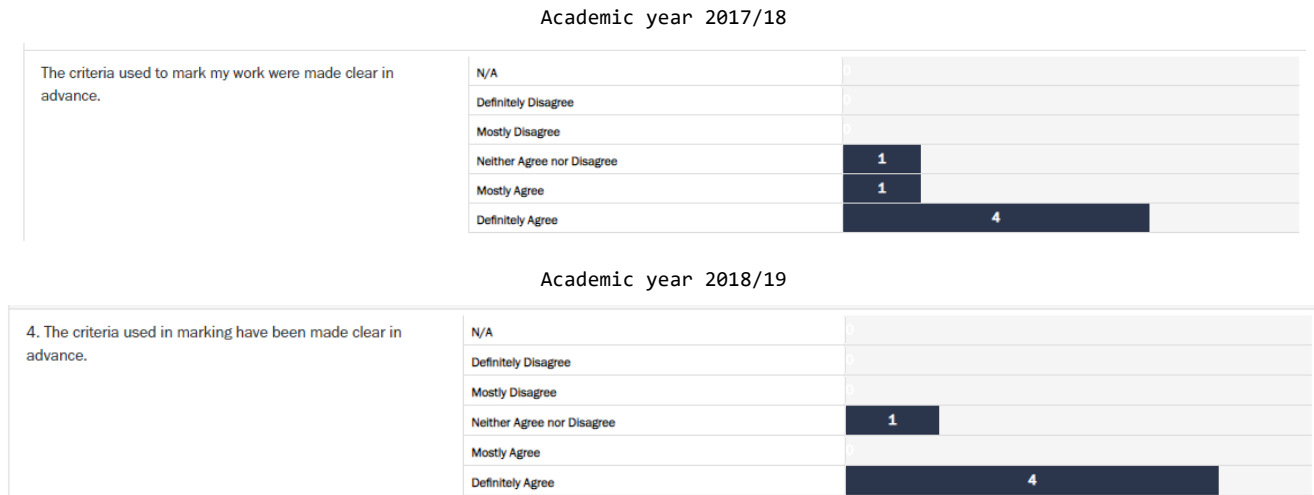 Academic year 2017/18
The criteria used to mark my work were made clear in
advance.
N/A
0
Definitely Disagree
0
Mostly Disagree
0
Neither Agree nor Disagree
1
Mostly Agree
1
Definitely Agree
4
Academic year 2018/19
4. The criteria used in marking have been made clear in
advance.
N/A
0
Definitely Disagree
0
Mostly Disagree
0
Neither Agree nor Disagree
1
Mostly Agree
0
Definitely Agree
4